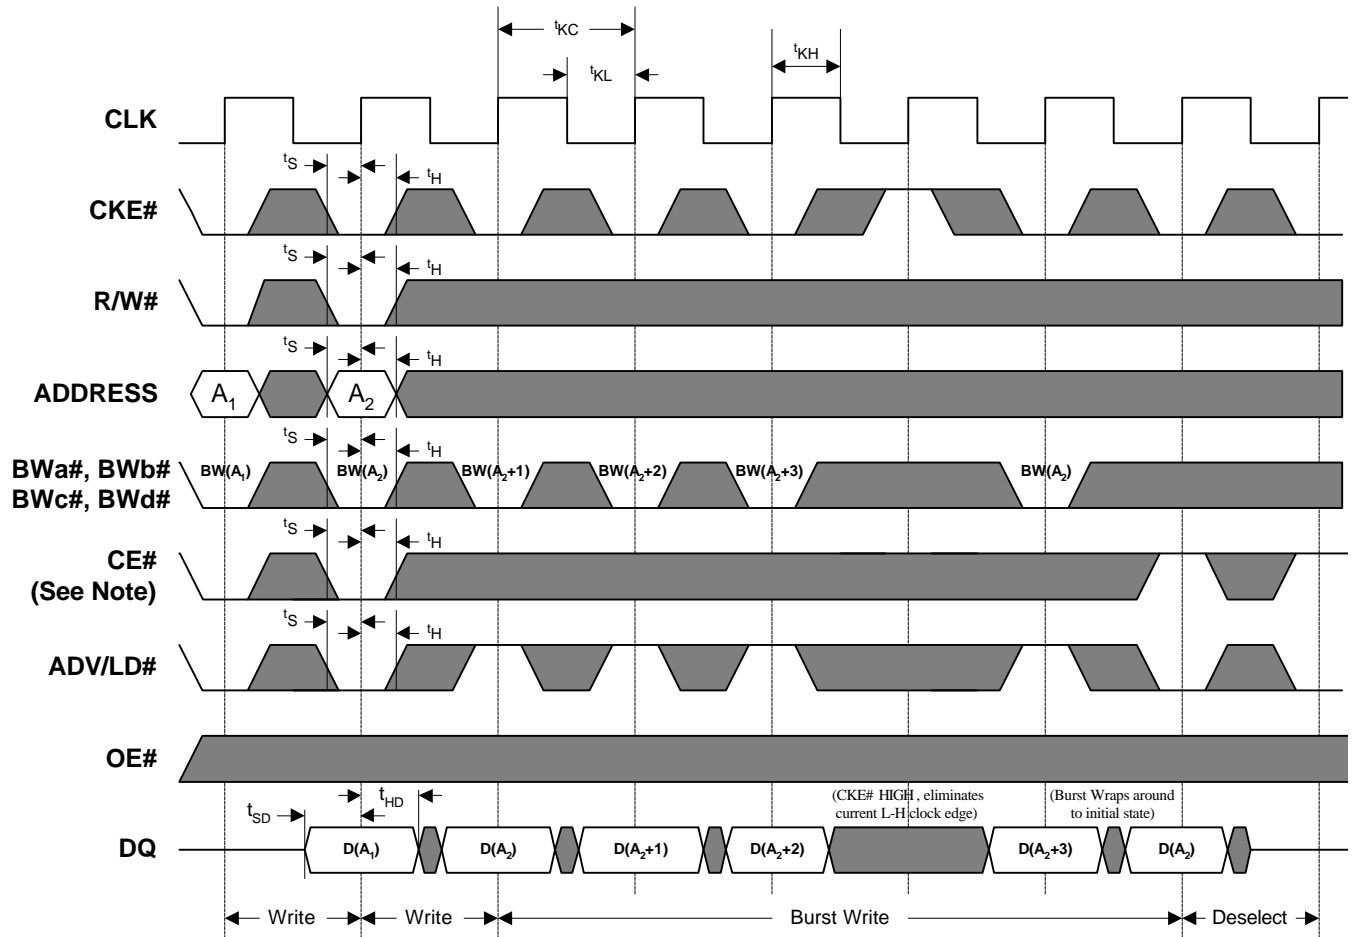 tKC
tKH
tKL
CLK
tS
tH
CKE#
tS
tH
R/W#
tS
tH
ADDRESS
A1
A2
tS
tH
BWa#, BWb#
BWc#, BWd#
BW(A1)
BW(A2)
BW(A2+1)
BW(A2+2)
BW(A2+3)
BW(A2)
tS
tH
CE#
(See Note)
tS
tH
ADV/LD#
OE#
tSD
tHD
(CKE# HIGH , eliminates
current L-H clock edge)
(Burst Wraps around
to initial state)
DQ
D(A1)
D(A2)
D(A2+1)
D(A2+2)
D(A2+3)
D(A2)
Write
Write
Burst Write
Deselect